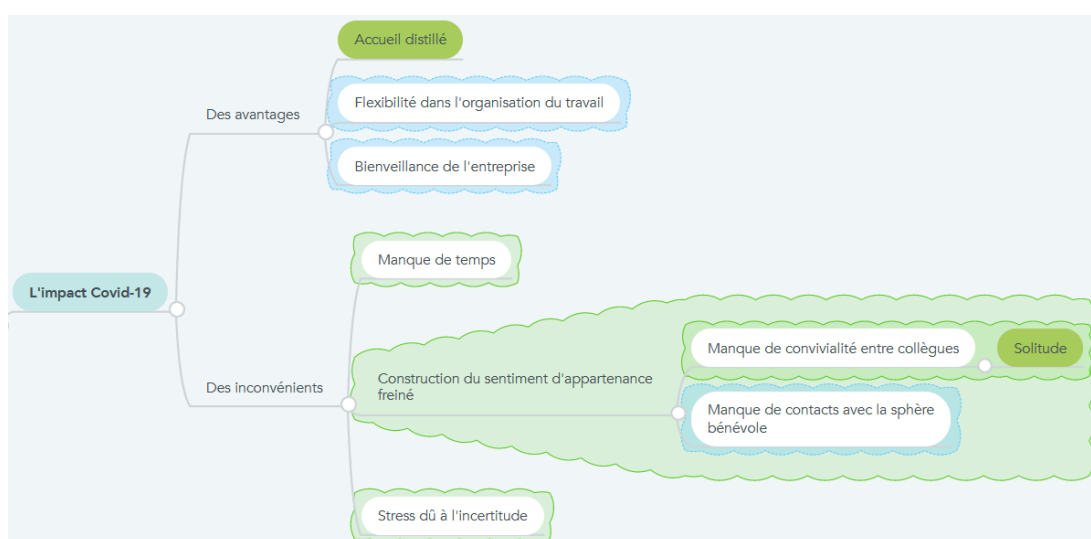 Accueil distillé
Des avantages
Flexibilité dans l'organisation du travail
Bienveillance de l'entreprise
L'impact Covid-19
Des inconvénients
Manque de temps
Construction du sentiment d'appartenance
freiné
Manque de convivialité entre collègues
Solitude
Manque de contacts avec la sphère
bénévole
Stress dû à l'incertitude